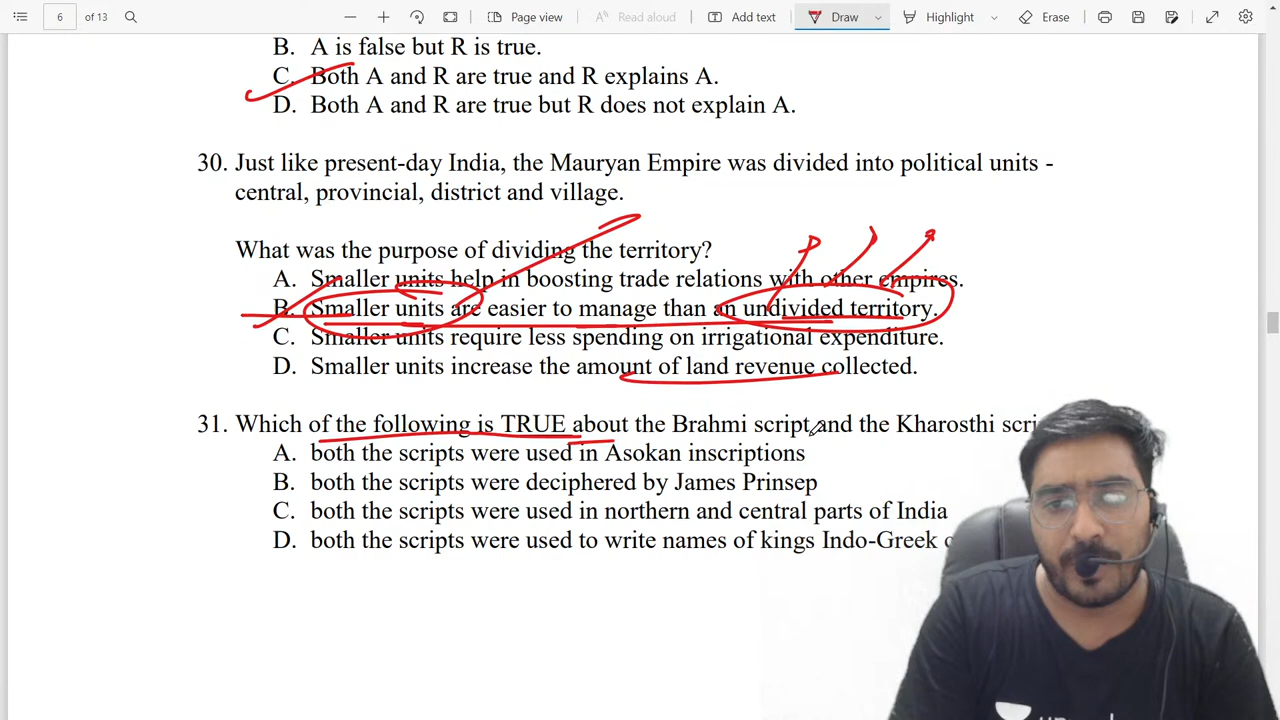 6 of 13 Page view Read aloud Add text Draw Highlight Erase
B. A is false but R is true.
C. Both A and R are true and R explains A.
D. Both A and R are true but R does not explain A.
30. Just like present-day India, the Mauryan Empire was divided into political units -
central, provincial, district and village.
What was the purpose of dividing the territory?
A. Smaller units help in boosting trade relations with other empires.
B. Smaller units are easier to manage than an undivided territory.
C. Smaller units require less spending on irrigational expenditure.
D. Smaller units increase the amount of land revenue collected.
31. Which of the following is TRUE about the Brahmi script and the Kharosthi
A. both the scripts were used in Asokan inscriptions
B. both the scripts were deciphered by James Prinsep
C. both the scripts were used in northern and central parts of India
D. both the scripts were used to write names of kings Indo-Greek